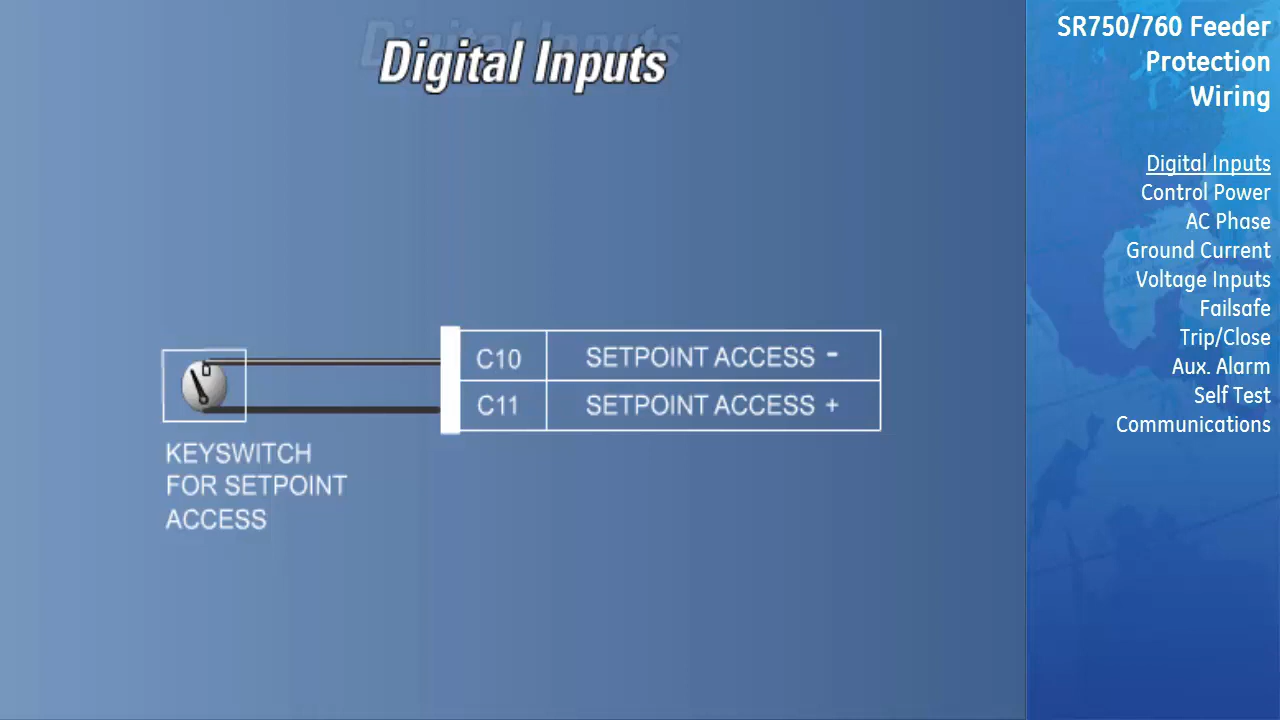 Digital Inputs
C10 SETPOINT ACCESS -
C11 SETPOINT ACCESS +
KEYSWITCH
FOR SETPOINT
ACCESS
SR750/760 Feeder
Protection
Wiring
Digital Inputs
Control Power
AC Phase
Ground Current
Voltage Inputs
Failsafe
Trip/Close
Aux. Alarm
Self Test
Communications